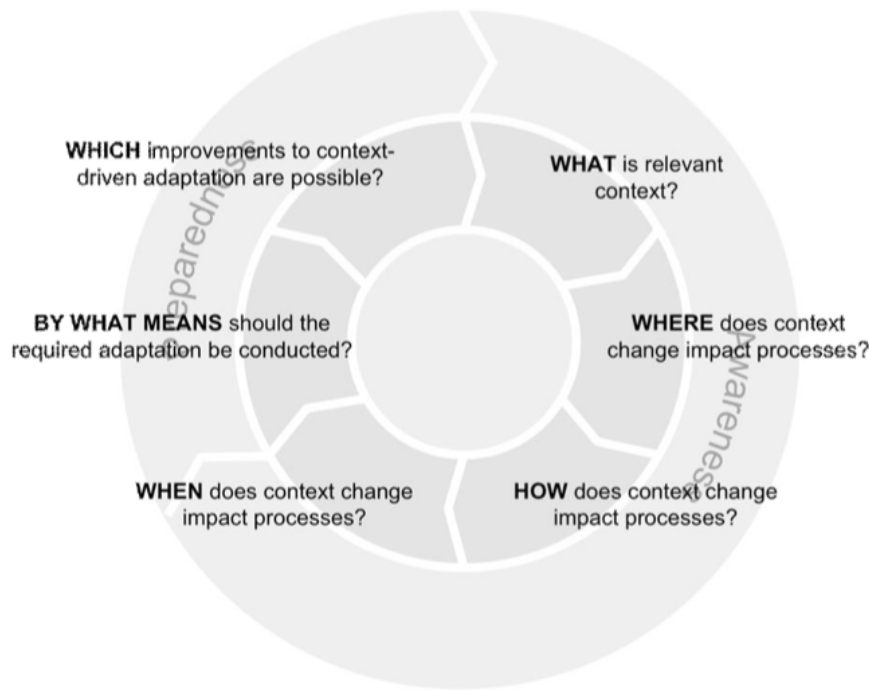 WHICH improvements to context-
driven adaptation are possible?
WHAT is relevant
context?
BY WHAT MEANS should the
required adaptation be conducted?
WHERE does context
change impact processes?
WHEN does context change
impact processes?
HOW does context change
impact processes?
Awareness